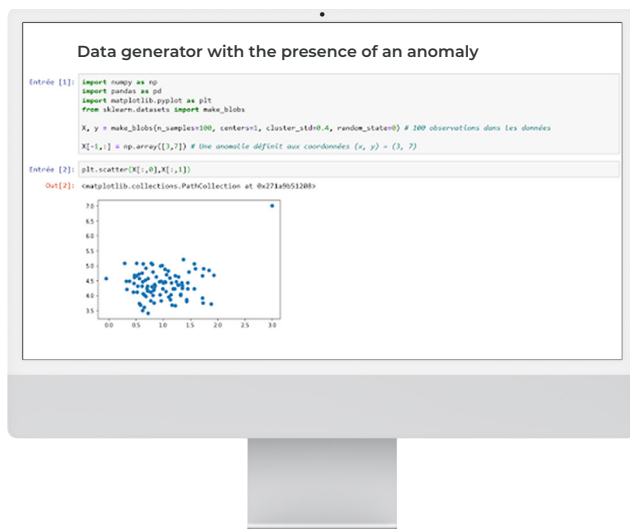 Data generator with the presence of an anomaly
Entrée [1]: import numpy as np
import pandas as pd
import matplotlib.pyplot as plt
from sklearn.datasets import make_blobs
X, y = make_blobs(n_samples=100, centers=1, cluster_std=0.4, random_state=0) # 100 observations dans les données
X[-1,:] = np.array([3,7]) # Une anomalie définit aux coordonnées (x, y) = (3, 7)
Entrée [2]: plt.scatter(X[:,0],X[:,1])
Out[2]: <matplotlib.collections.PathCollection at 0x271a9b51208>
7.0
6.5
6.0
5.5
5.0
4.5
4.0
3.5
0.0 0.5 1.0 1.5 2.0 2.5 3.0